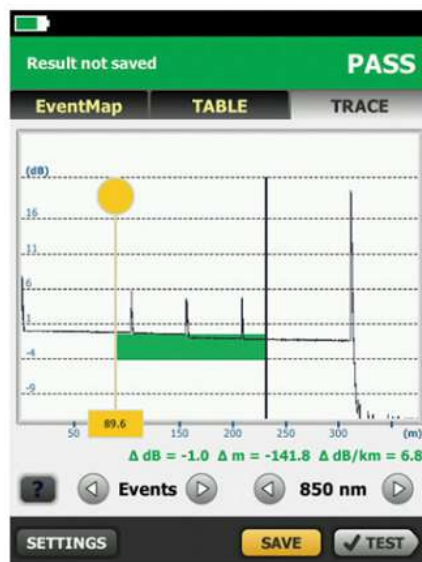 Result not saved PASS
EventMap TABLE TRACE
(dB)
16
11
6
1
-4
-9
89.6
50 150 200 250 300 (m)
Δ dB = -1.0 Δ m = -141.8 Δ dB/km = 6.8
? Events 850 nm
SETTINGS SAVE TEST